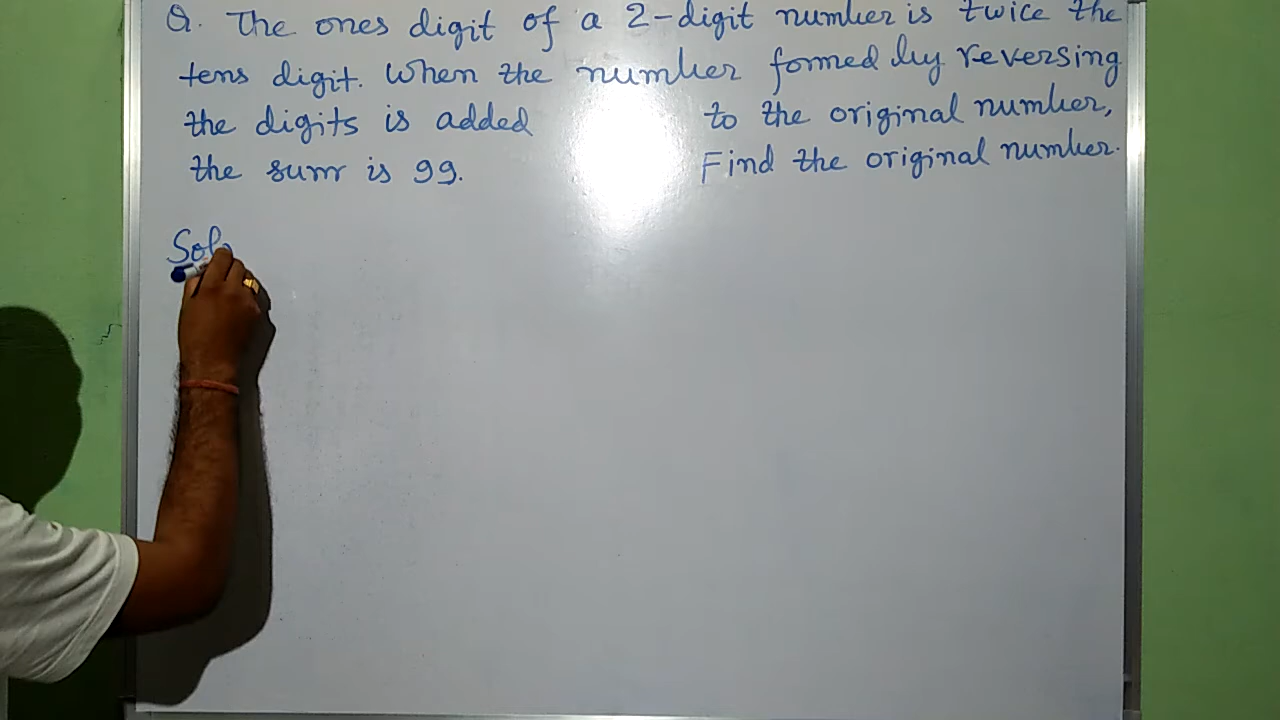 Q. The ones digit of a 2-digit number is twice the
tens digit. When the number formed by reversing
the digits is added to the original number,
the sum is 99. Find the original number.
Sol